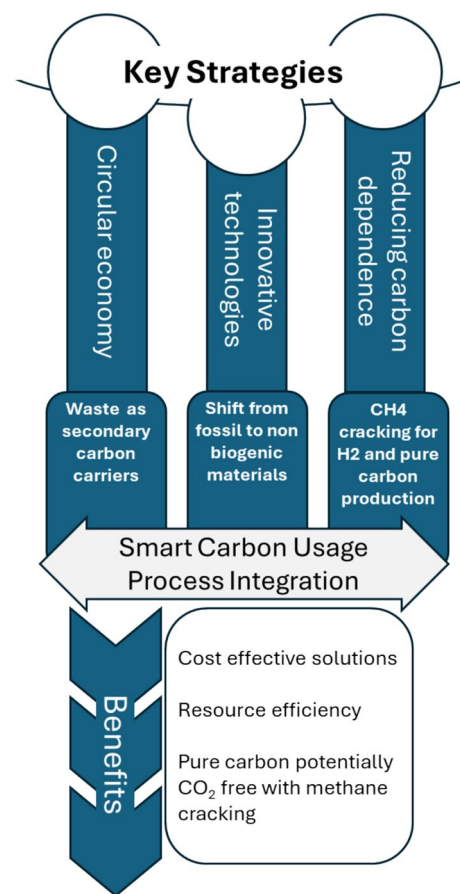 Key Strategies
Circular economy
Innovative
technologies
Reducing carbon
dependence
Waste as
secondary
carbon
carriers
Shift from
fossil to non
biogenic
materials
CH4
cracking for
H2 and pure
carbon
production
Smart Carbon Usage
Process Integration
Benefits
Cost effective solutions
Resource efficiency
Pure carbon potentially
CO₂ free with methane
cracking